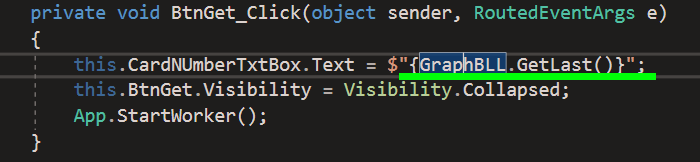 private void BtnGet_Click(object sender, RoutedEventArgs e)
{
this.CardNUmberTxtBox.Text = $"{GraphBLL.GetLast()}";
this.BtnGet.Visibility = Visibility.Collapsed;
App.StartWorker();
}